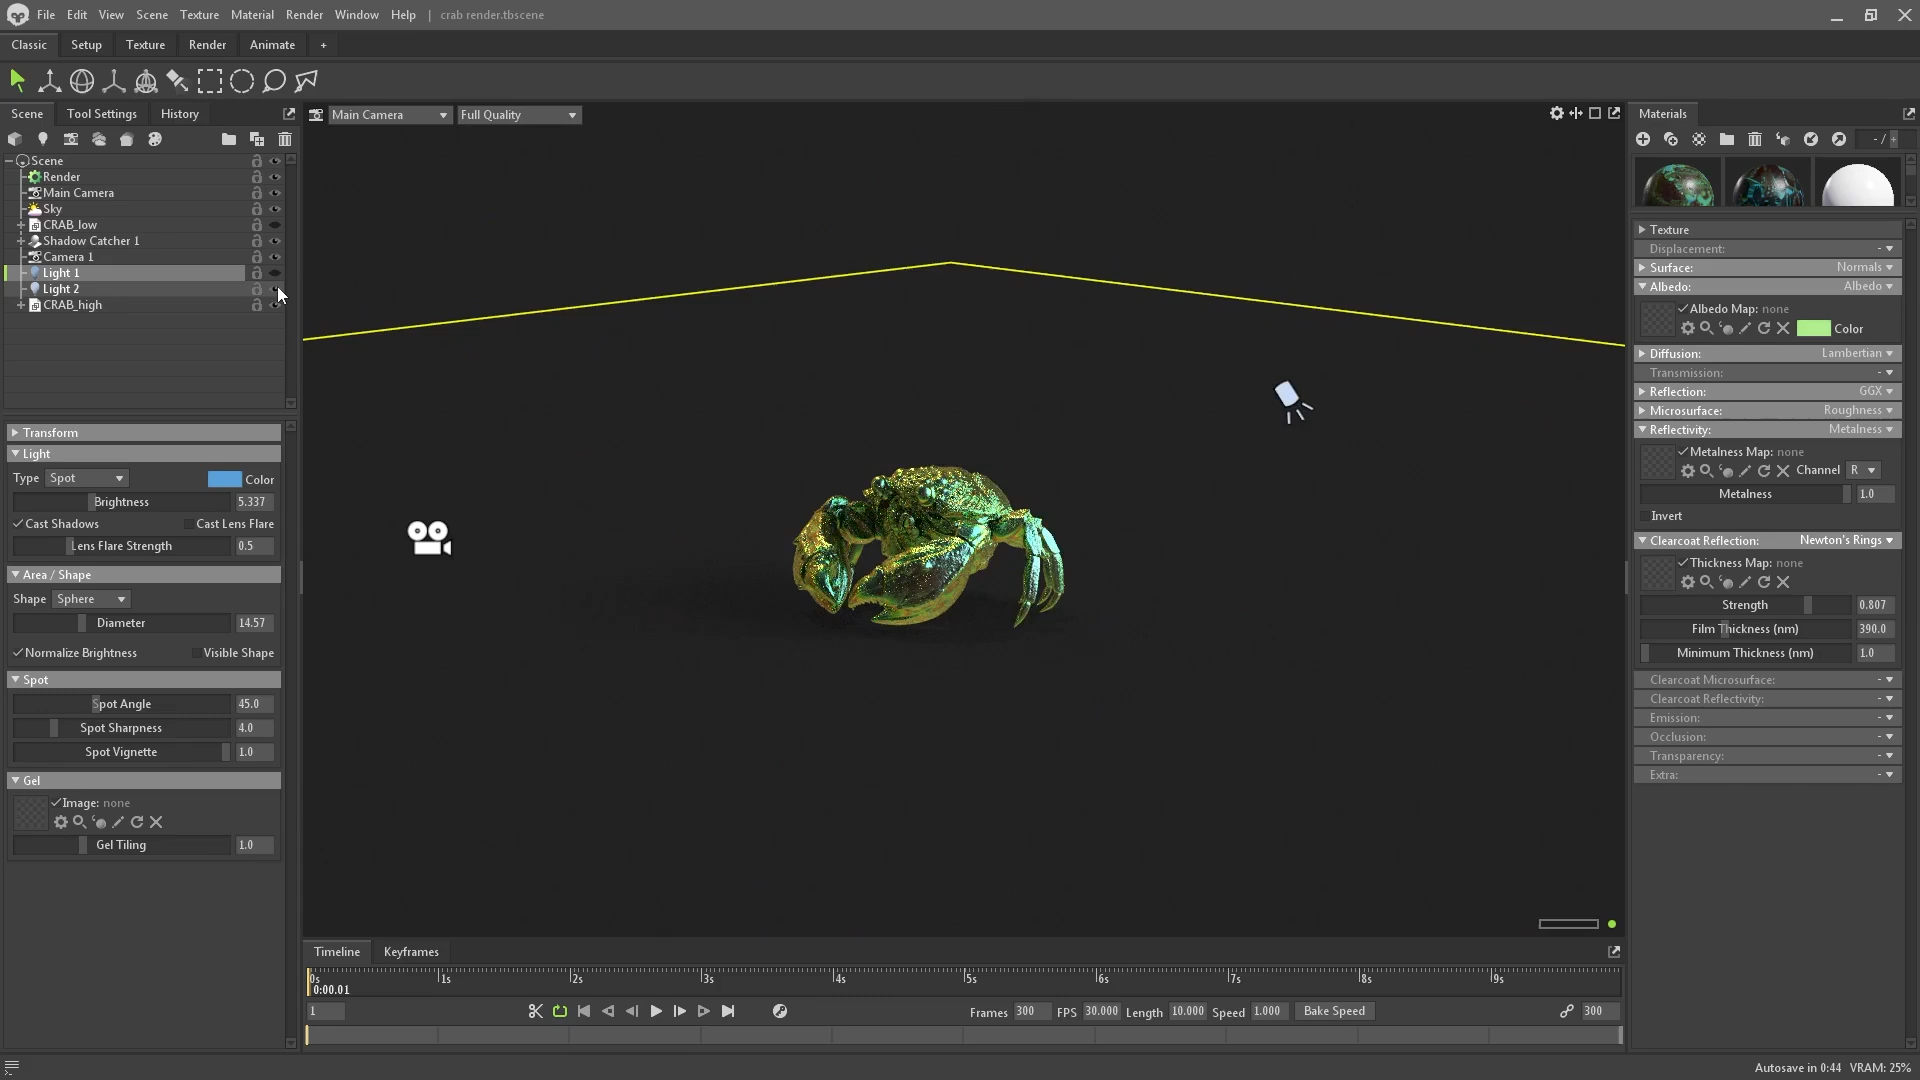 File Edit View Scene Texture Material Render Window Help | crab render.tbscene
Classic Setup Texture Render Animate +
Scene Tool Settings History
Main Camera Full Quality
Materials
- / +
Scene
Render
Main Camera
Sky
CRAB_low
Shadow Catcher 1
Camera 1
Light 1
Light 2
CRAB_high
Transform
Light
Type Spot Color
Brightness 5.337
Cast Shadows Cast Lens Flare
Lens Flare Strength 0.5
Area / Shape
Shape Sphere
Diameter 14.57
Normalize Brightness Visible Shape
Spot
Spot Angle 45.0
Spot Sharpness 4.0
Spot Vignette 1.0
Gel
Image: none
Gel Tiling 1.0
Texture
Displacement: -
Surface: Normals
Albedo: Albedo
Albedo Map: none
Color
Diffusion: Lambertian
Transmission: -
Reflection: GGX
Microsurface: Roughness
Reflectivity: Metalness
Metalness Map: none
Channel R
Metalness 1.0
Invert
Clearcoat Reflection: Newton's Rings
Thickness Map: none
Strength 0.807
Film Thickness (nm) 390.0
Minimum Thickness (nm) 1.0
Clearcoat Microsurface: -
Clearcoat Reflectivity: -
Emission: -
Occlusion: -
Transparency: -
Extra: -
Timeline Keyframes
0s 1s 2s 3s 4s 5s 6s 7s 8s 9s
0:00.01
1 Frames 300 FPS 30.000 Length 10.000 Speed 1.000 Bake Speed 300
Autosave in 0:44 VRAM: 25%